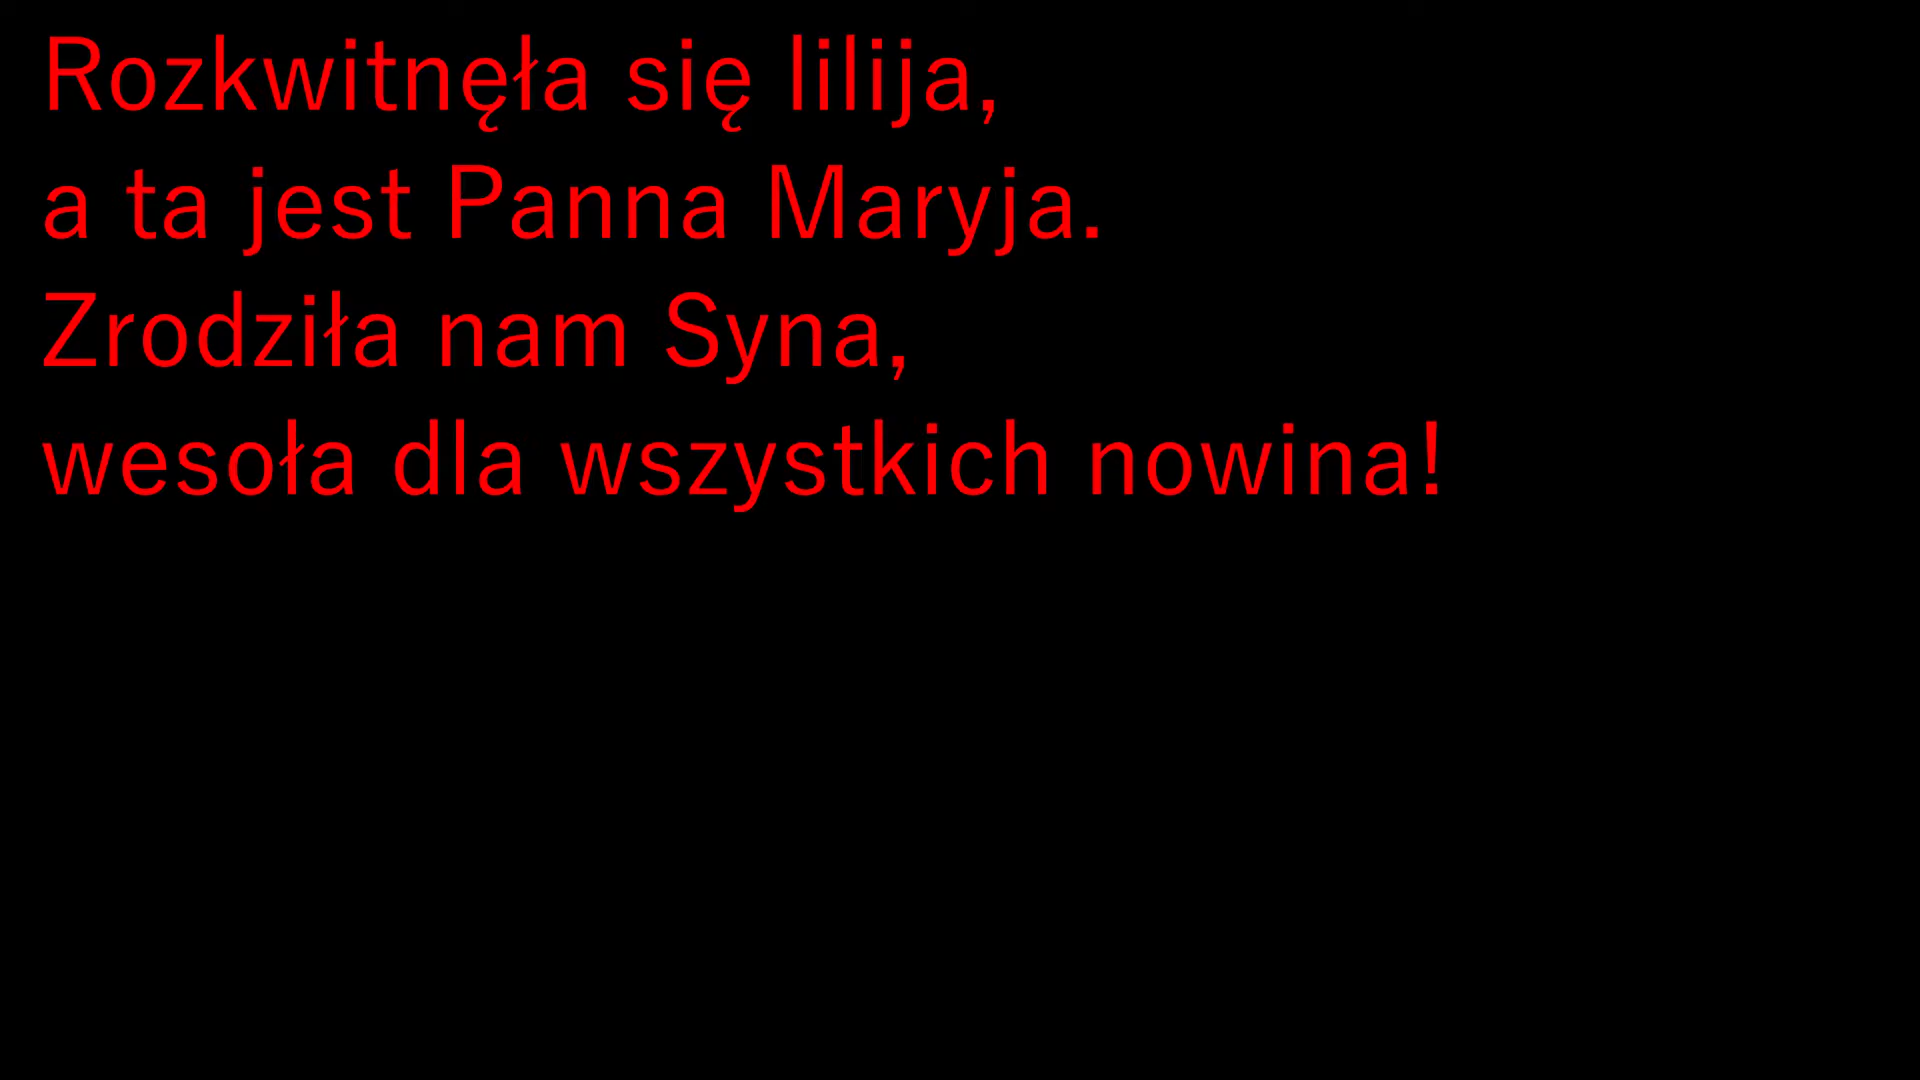 Rozkwitnęła się lilija,
a ta jest Panna Maryja.
Zrodziła nam Syna,
wesoła dla wszystkich nowina!